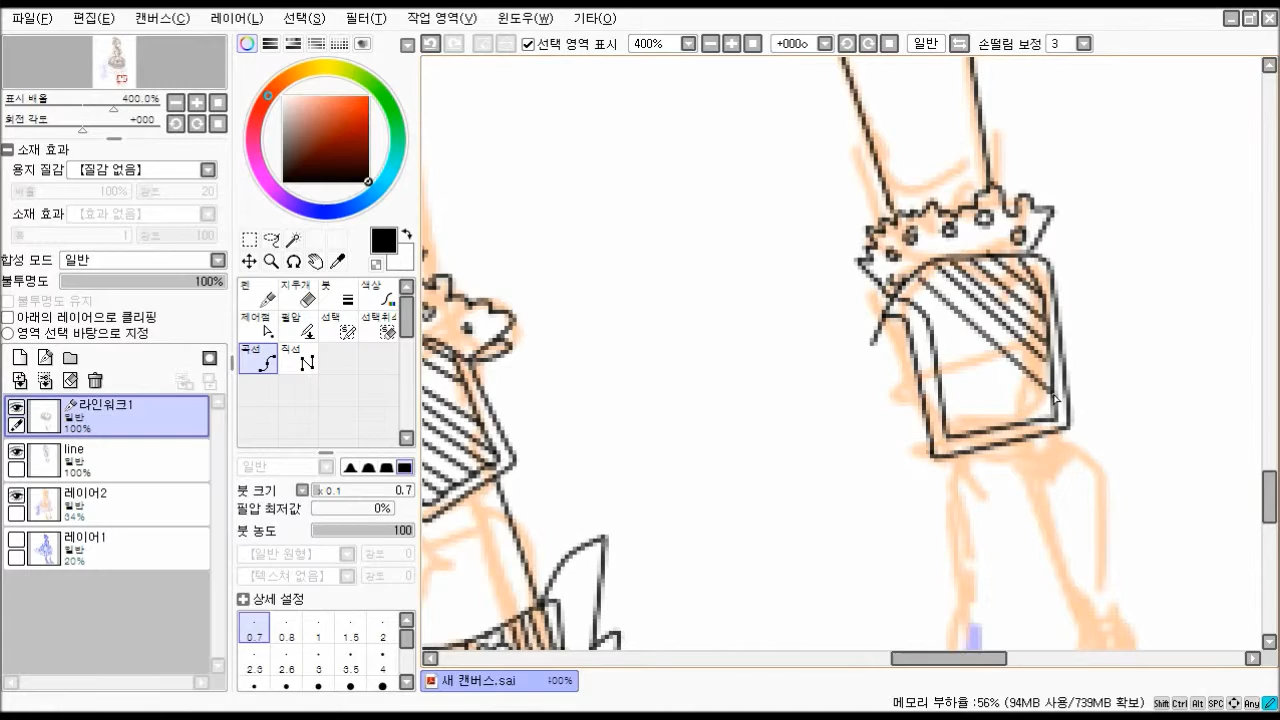 파일(F) 편집(E) 캔버스(C) 레이어(L) 선택(S) 필터(T) 작업 영역(V) 윈도우(W) 기타(O)
선택 영역 표시 400% +000◇ 일반 손떨림 보정 3
표시 배율 400.0%
회전 각도 +000
소재 효과
용지 질감 【질감 없음】
배율 100% 강도 20
소재 효과 【효과 없음】
폭 1 강도 100
합성 모드 일반
불투명도 100%
불투명도 유지
아래의 레이어으로 클리핑
영역 선택 바탕으로 지정
라인워크1
일반
100%
line
일반
100%
레이어2
일반
34%
레이어1
일반
20%
펜 지우개 붓 색상
제어점 필압 선택 선택취
곡선 직선
일반
붓 크기 x 0.1 0.7
필압 최저값 0%
붓 농도 100
【일반 원형】 강도 0
【텍스쳐 없음】 강도 0
상세 설정
0.7 0.8 1 1.5 2
2.3 2.6 3 3.5 4
새 캔버스.sai 400%
메모리 부하율 :56% (94MB 사용/739MB 확보) Shift Ctrl Alt SPC Any